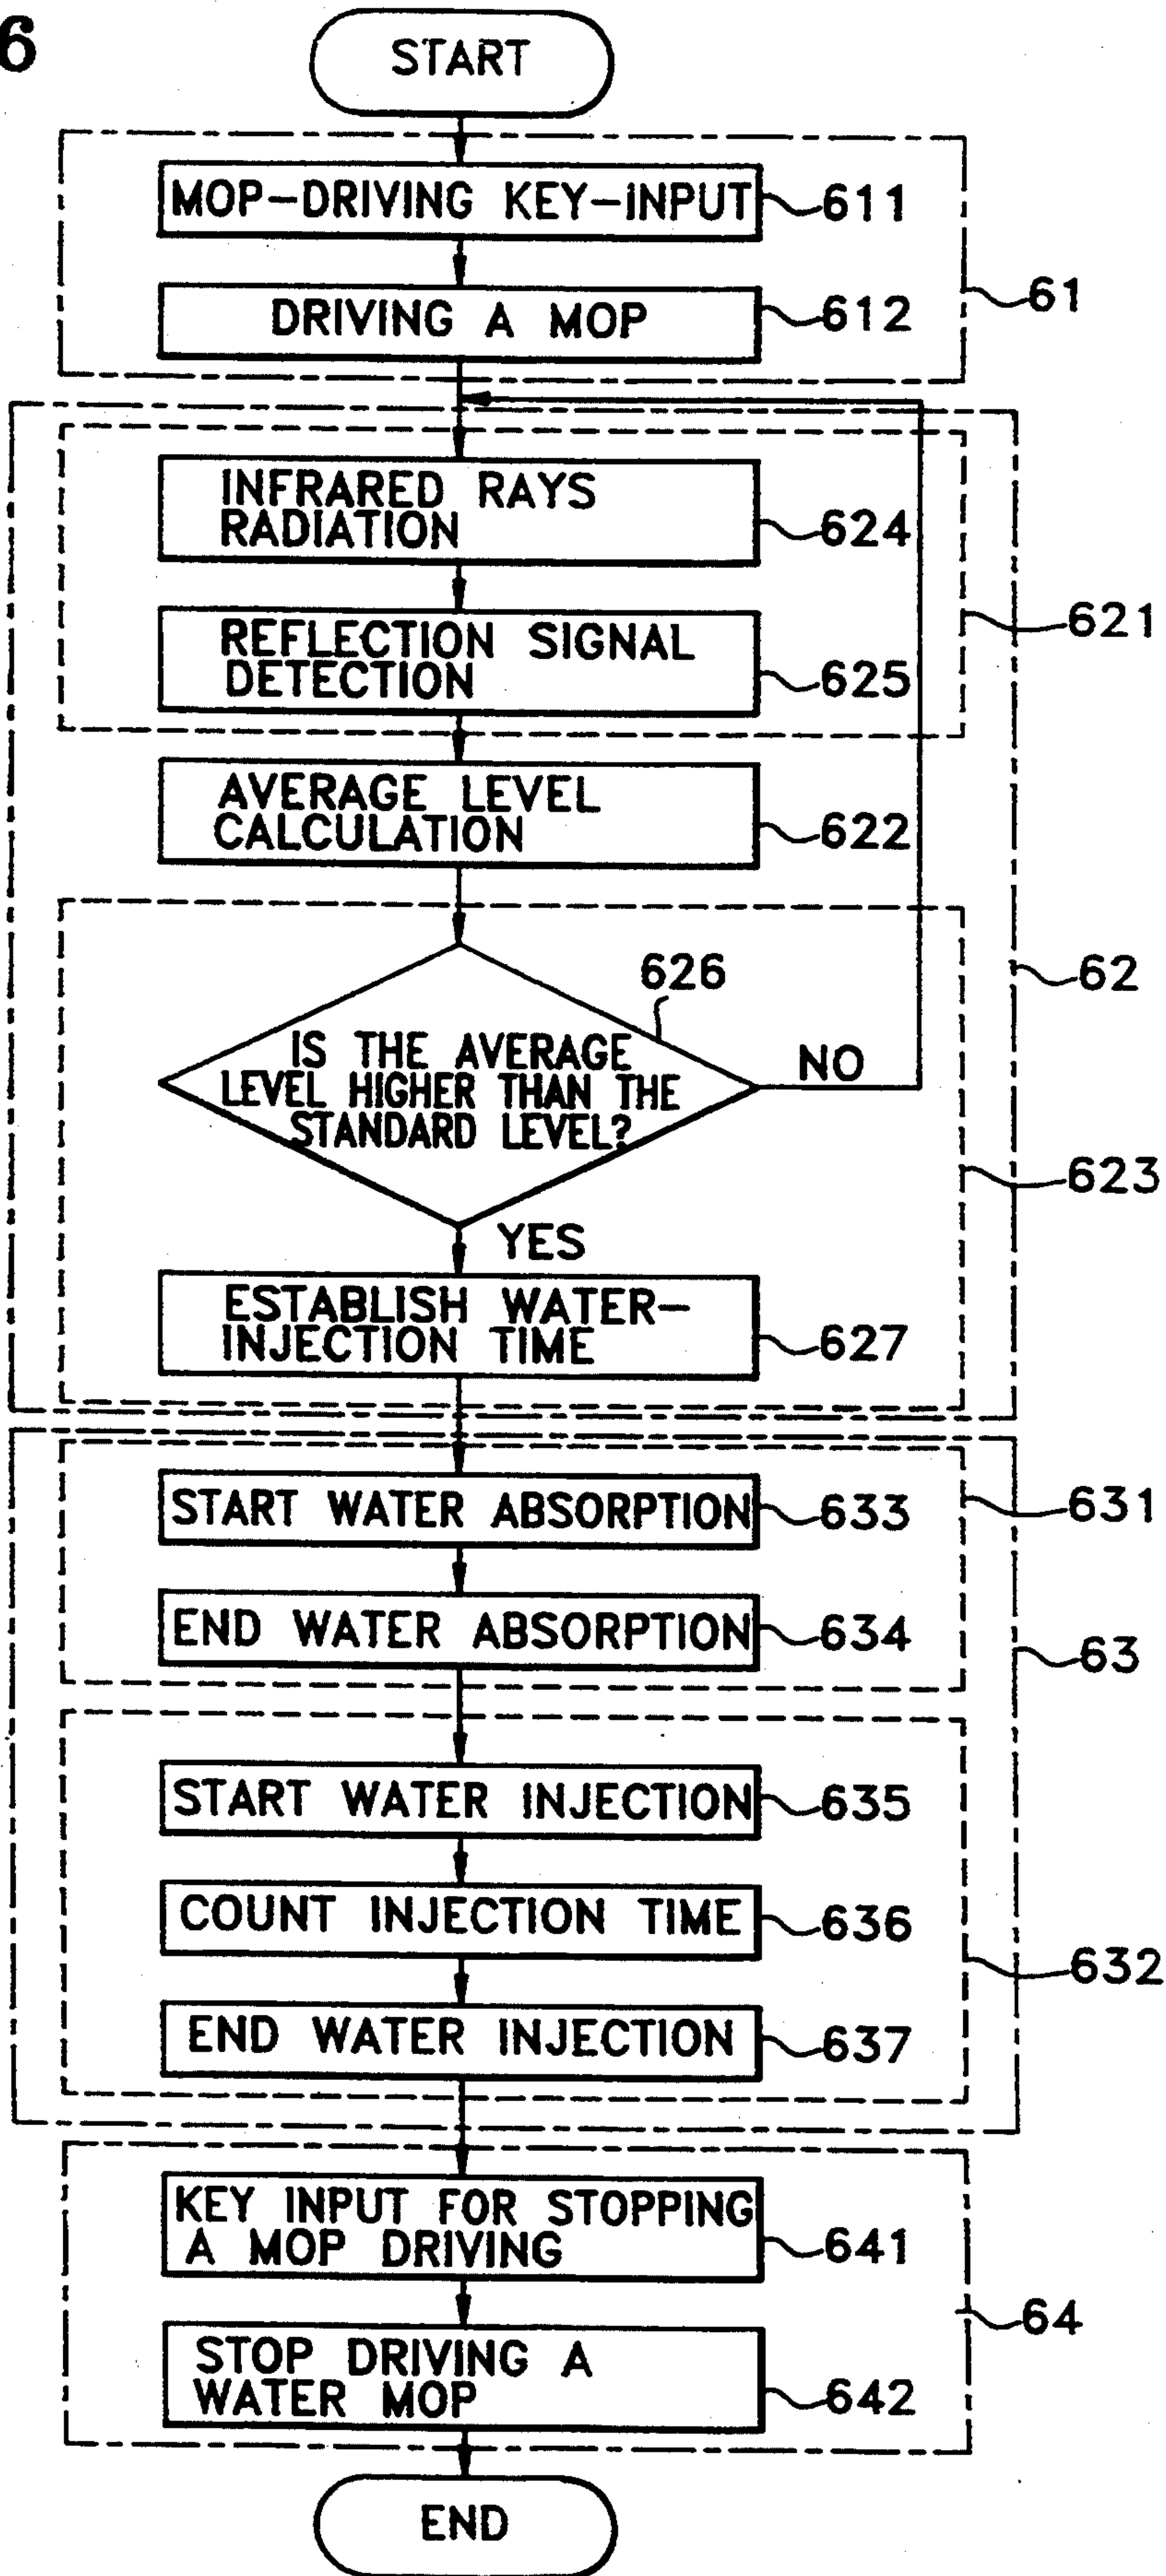 6
START
MOP-DRIVING KEY-INPUT
611
DRIVING A MOP
612
61
INFRARED RAYS
RADIATION
624
REFLECTION SIGNAL
DETECTION
625
621
AVERAGE LEVEL
CALCULATION
622
62
626
IS THE AVERAGE
LEVEL HIGHER THAN THE
STANDARD LEVEL?
NO
623
YES
ESTABLISH WATER-
INJECTION TIME
627
START WATER ABSORPTION
633
631
END WATER ABSORPTION
634
63
START WATER INJECTION
635
COUNT INJECTION TIME
636
632
END WATER INJECTION
637
KEY INPUT FOR STOPPING
A MOP DRIVING
641
64
STOP DRIVING A
WATER MOP
642
END